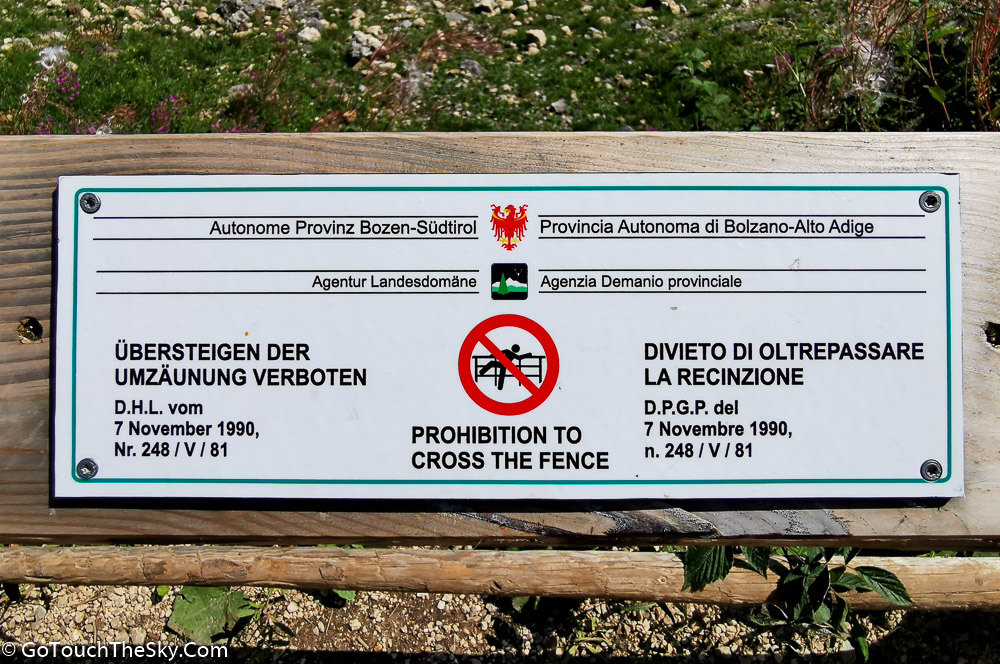 Autonome Provinz Bozen-Südtirol
Provincia Autonoma di Bolzano-Alto Adige
Agentur Landesdomäne
Agenzia Demanio provinciale
ÜBERSTEIGEN DER
UMZÄUNUNG VERBOTEN
D.H.L. vom
7 November 1990,
Nr. 248 / V / 81
PROHIBITION TO
CROSS THE FENCE
DIVIETO DI OLTREPASSARE
LA RECINZIONE
D.P.G.P. del
7 Novembre 1990,
n. 248 / V / 81
© GoTouchTheSky.Com